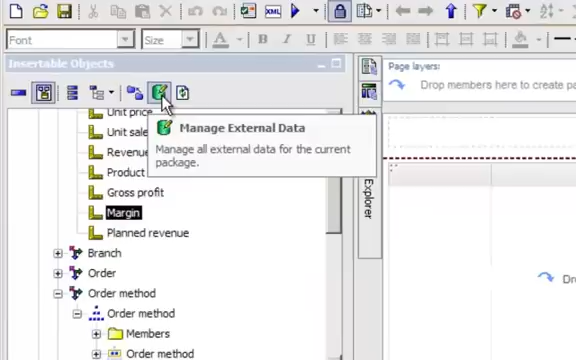 XML
Font
Size
A
B
I
U
Insertable Objects
Page layers:
Drop members here to create pa
Unit price
Unit sale
Revenue
Product
Manage External Data
Manage all external data for the current
package.
Gross profit
Margin
Planned revenue
Explorer
Branch
Order
Order method
Order method
Members
Order method
Dro